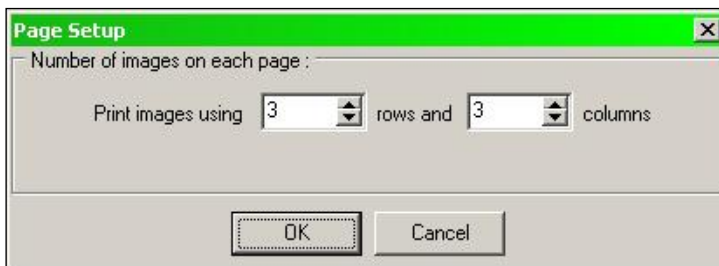 Page Setup
Number of images on each page :
Print images using 3 rows and 3 columns
OK Cancel